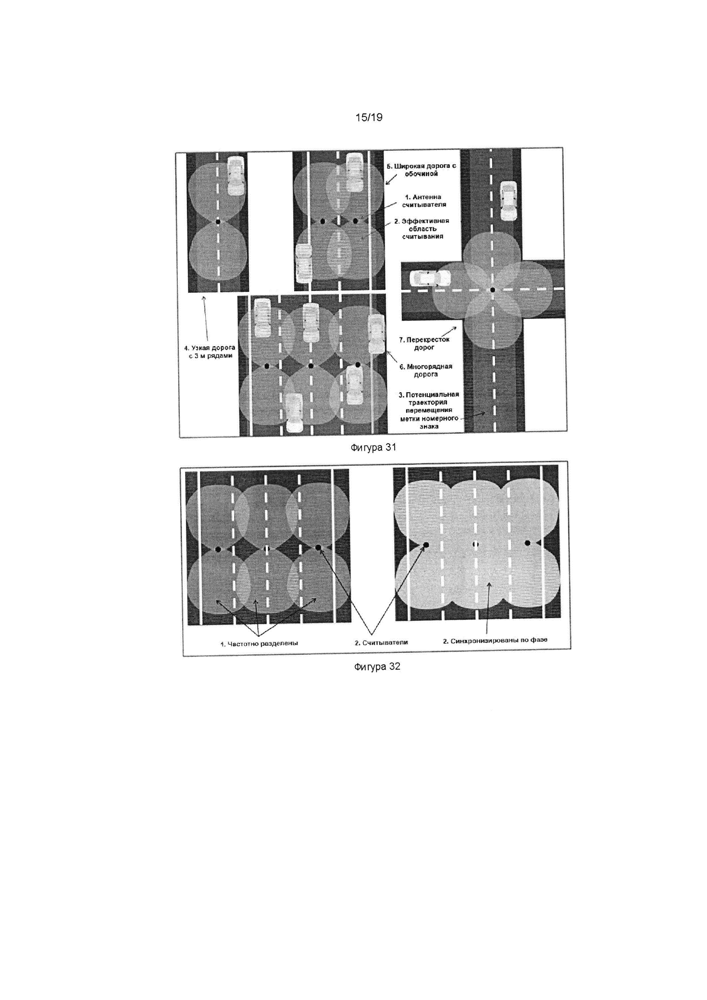 15/19
5. Широкая дорога с
обочиной
1. Антенна
считывателя
2. Эффективная
область
считывания
4. Узкая дорога
с 3 м рядами
7. Перекресток
дорог
6. Многорядная
дорога
3. Потенциальная
траектория
перемещения
метки номерного
знака
Фигура 31
1. Частотно разделены
2. Считыватели
2. Синхронизированы по фазе
Фигура 32